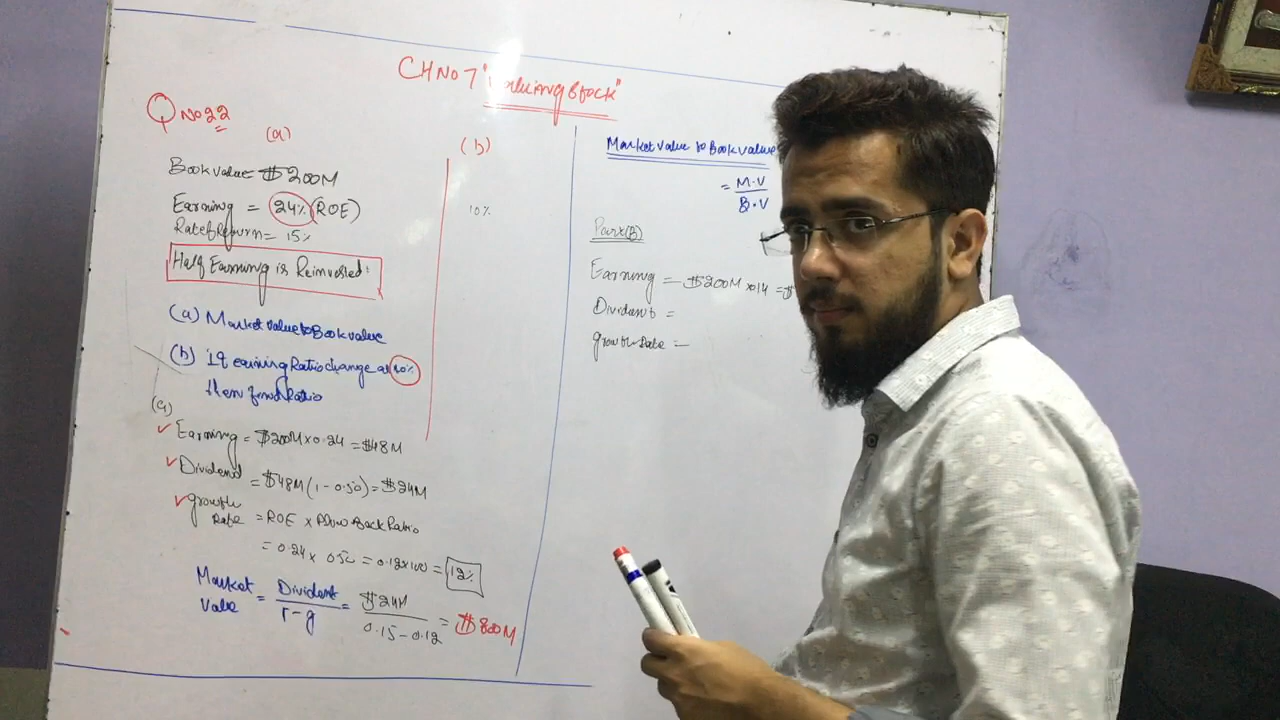 CH NO 7 "Valuing Stock"
Q NO 22
(a)
Book value = $200M
Earning = 24% (ROE)
Rate of Return = 15%
Half Earning is Reinvested:
(a) Market value to Book value
(b) If earning Ratio change as 10%
then find Ratio
(a)
Earning = $200M x 0.24 = $48M
Dividend = $48M (1 - 0.50) = $24M
growth Rate = ROE x Plow Back Ratio
= 0.24 x 0.50 = 0.12 x 100 = 12%
Market Value = Dividend / r - g = $24M / 0.15 - 0.12 = $800M
(b)
10%
Market value to Book value
= M.V / B.V
Part (B)
Earning = $200M x 0.14 = $
Dividend =
growth Rate =